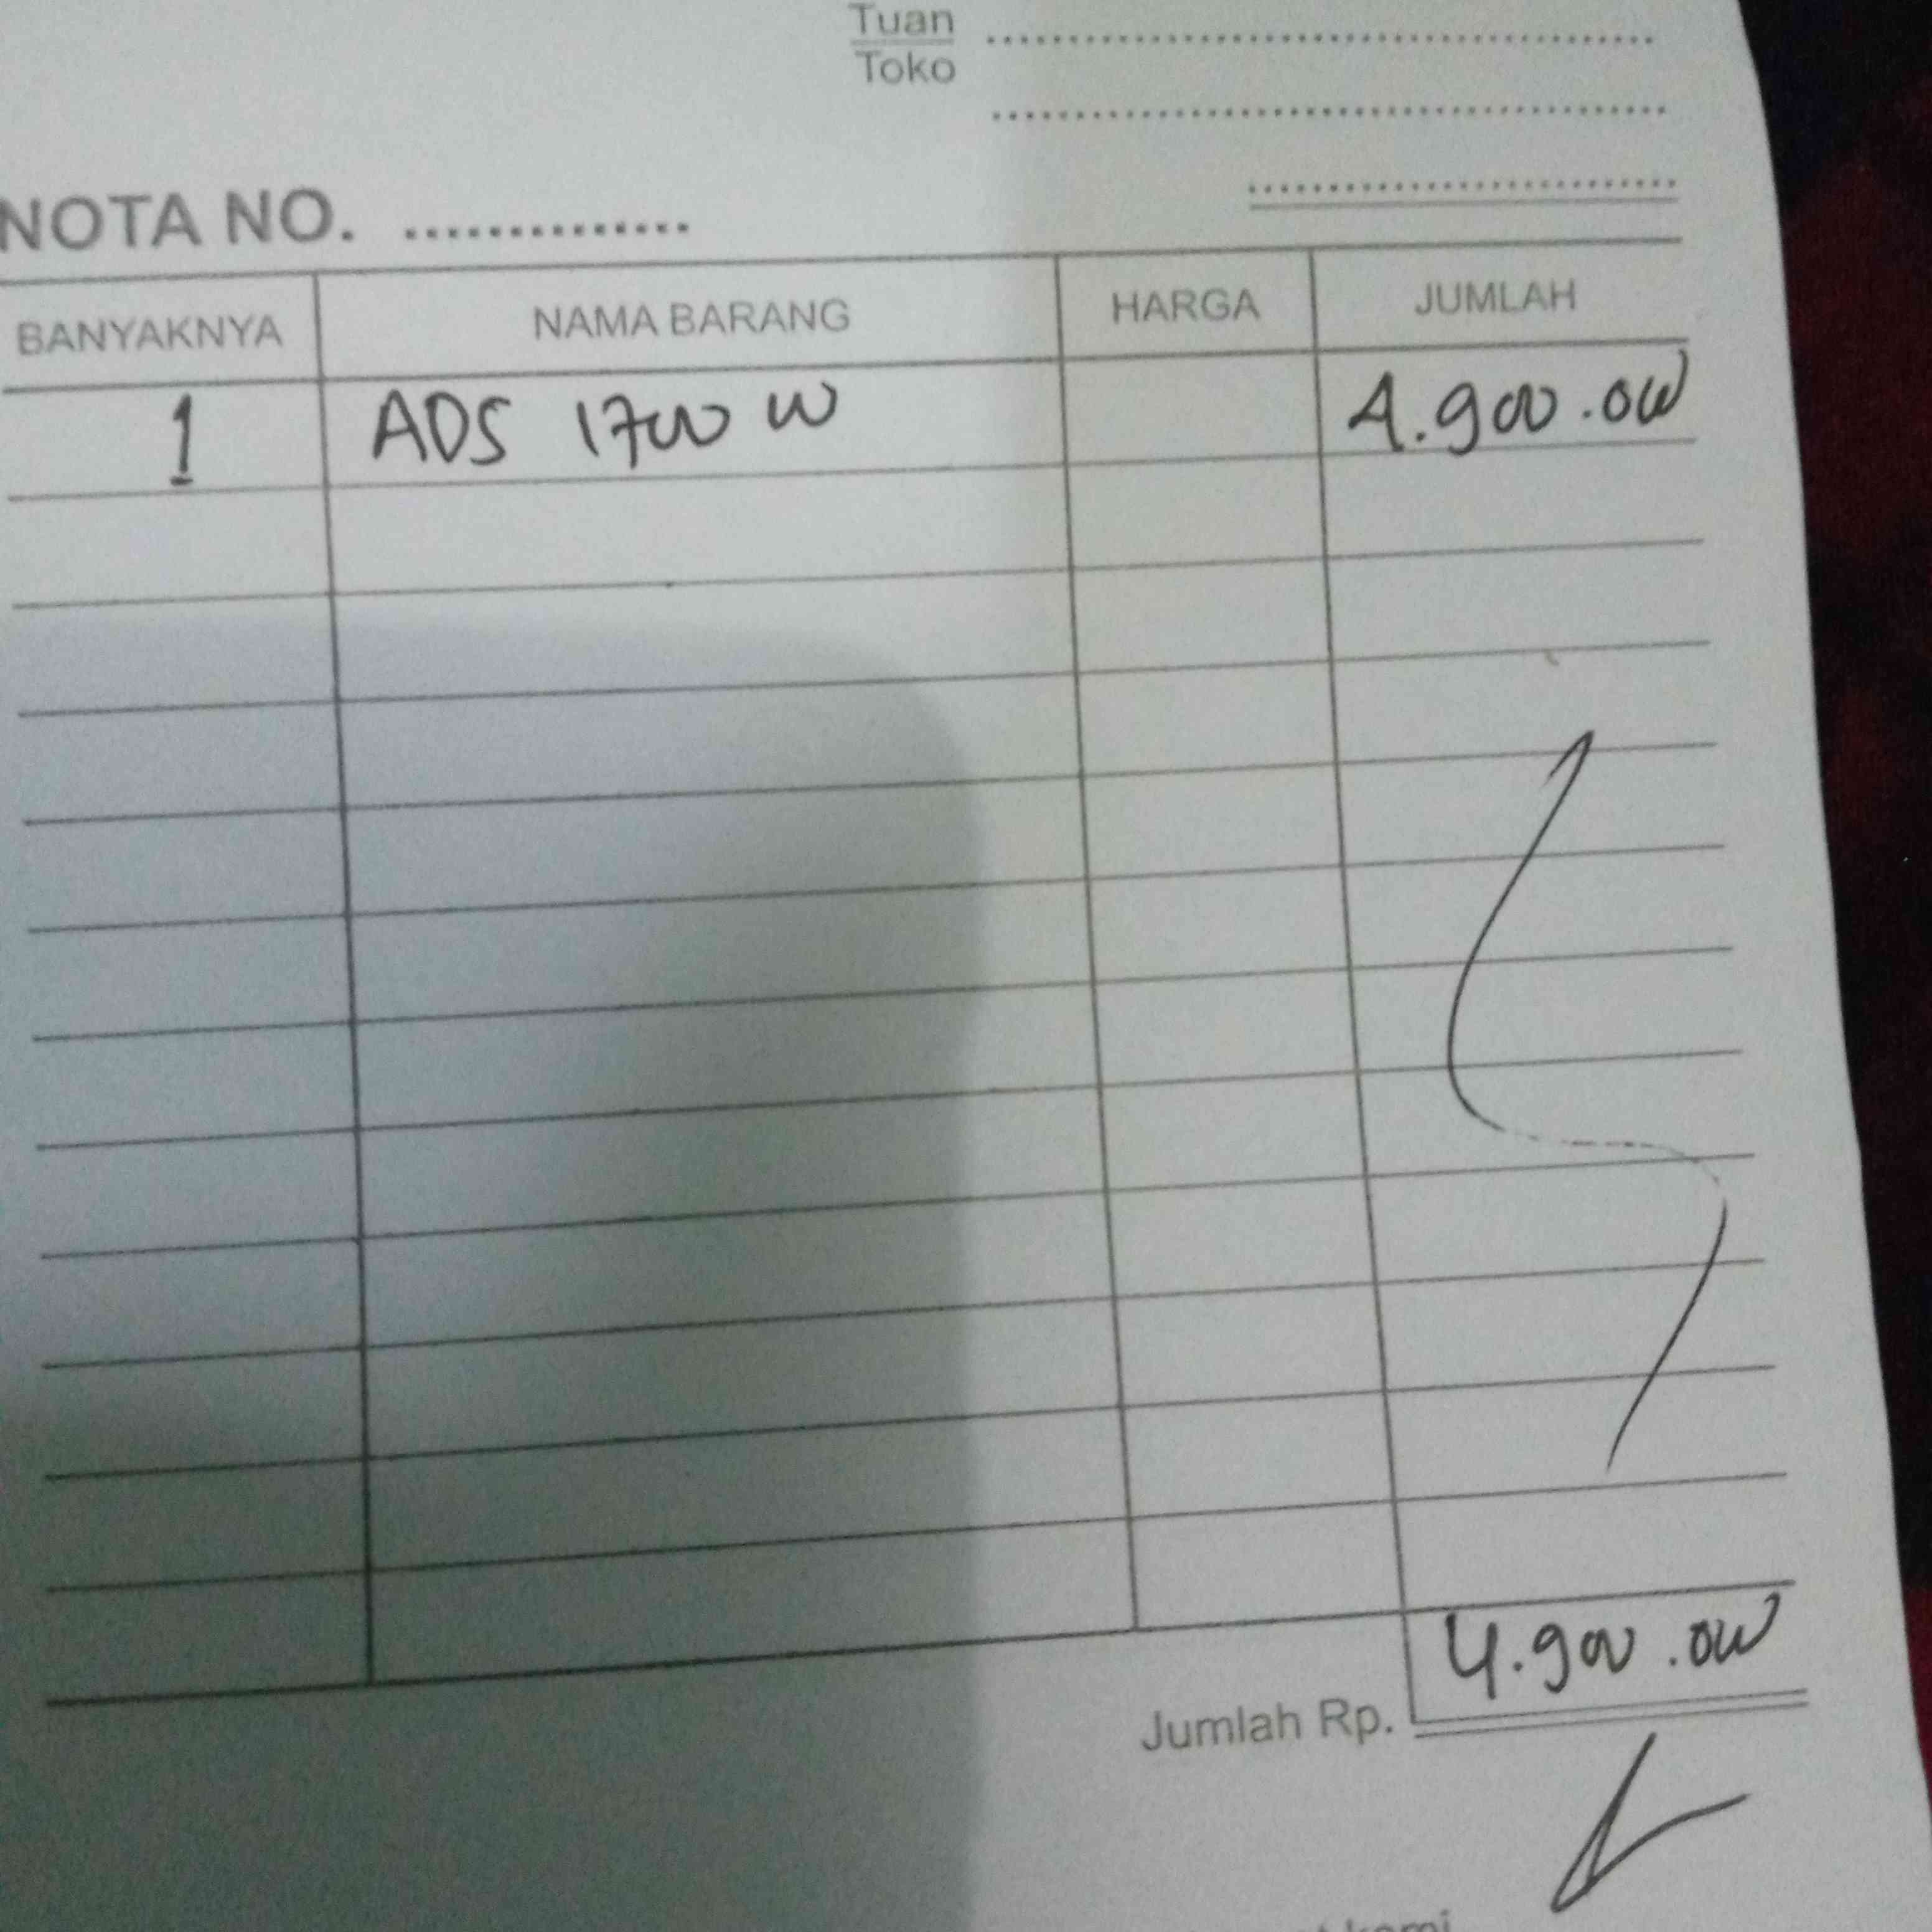 Tuan
Toko
NOTA NO.
BANYAKNYA NAMA BARANG HARGA JUMLAH
1 ADS 1700 W 4.900.000
4.900.000
Jumlah Rp.